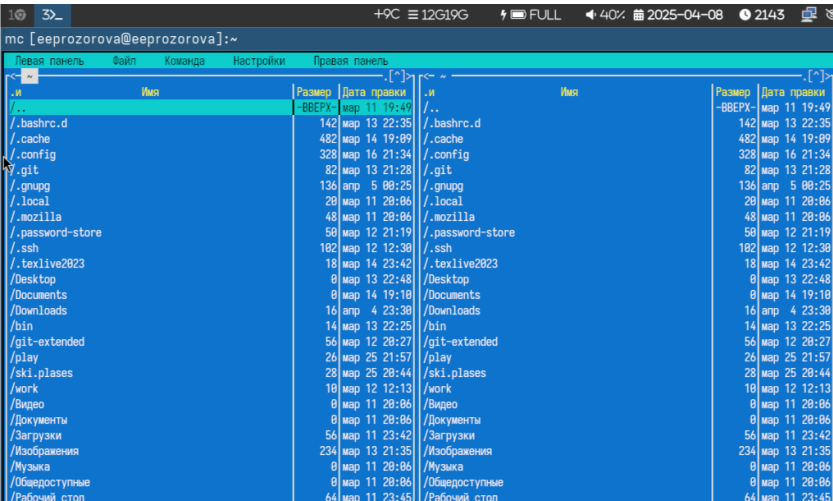 1 3 +9C 12G19G FULL 40% 2025-04-08 2143
mc [eeprozorova@eeprozorova]:~
Левая панель Файл Команда Настройки Правая панель
<- ~ .[^]> <- ~ .[^]>
.и Имя Размер Дата правки .и Имя Размер Дата правки
/.. -ВВЕРХ- мар 11 19:49 /.. -ВВЕРХ- мар 11 19:49
/.bashrc.d 142 мар 13 22:35 /.bashrc.d 142 мар 13 22:35
/.cache 482 мар 14 19:09 /.cache 482 мар 14 19:09
/.config 328 мар 16 21:34 /.config 328 мар 16 21:34
/.git 82 мар 13 21:28 /.git 82 мар 13 21:28
/.gnupg 136 апр 5 00:25 /.gnupg 136 апр 5 00:25
/.local 20 мар 11 20:06 /.local 20 мар 11 20:06
/.mozilla 48 мар 11 20:06 /.mozilla 48 мар 11 20:06
/.password-store 50 мар 12 21:19 /.password-store 50 мар 12 21:19
/.ssh 102 мар 12 12:30 /.ssh 102 мар 12 12:30
/.texlive2023 18 мар 14 23:42 /.texlive2023 18 мар 14 23:42
/Desktop 0 мар 13 22:48 /Desktop 0 мар 13 22:48
/Documents 0 мар 14 19:10 /Documents 0 мар 14 19:10
/Downloads 16 апр 4 23:30 /Downloads 16 апр 4 23:30
/bin 14 мар 13 22:25 /bin 14 мар 13 22:25
/git-extended 56 мар 12 20:27 /git-extended 56 мар 12 20:27
/play 26 мар 25 21:57 /play 26 мар 25 21:57
/ski.plases 28 мар 25 20:44 /ski.plases 28 мар 25 20:44
/work 10 мар 12 12:13 /work 10 мар 12 12:13
/Видео 0 мар 11 20:06 /Видео 0 мар 11 20:06
/Документы 0 мар 11 20:06 /Документы 0 мар 11 20:06
/Загрузки 56 мар 11 23:42 /Загрузки 56 мар 11 23:42
/Изображения 234 мар 13 21:35 /Изображения 234 мар 13 21:35
/Музыка 0 мар 11 20:06 /Музыка 0 мар 11 20:06
/Общедоступные 0 мар 11 20:06 /Общедоступные 0 мар 11 20:06
/Рабочий стол 64 мар 11 23:45 /Рабочий стол 64 мар 11 23:45